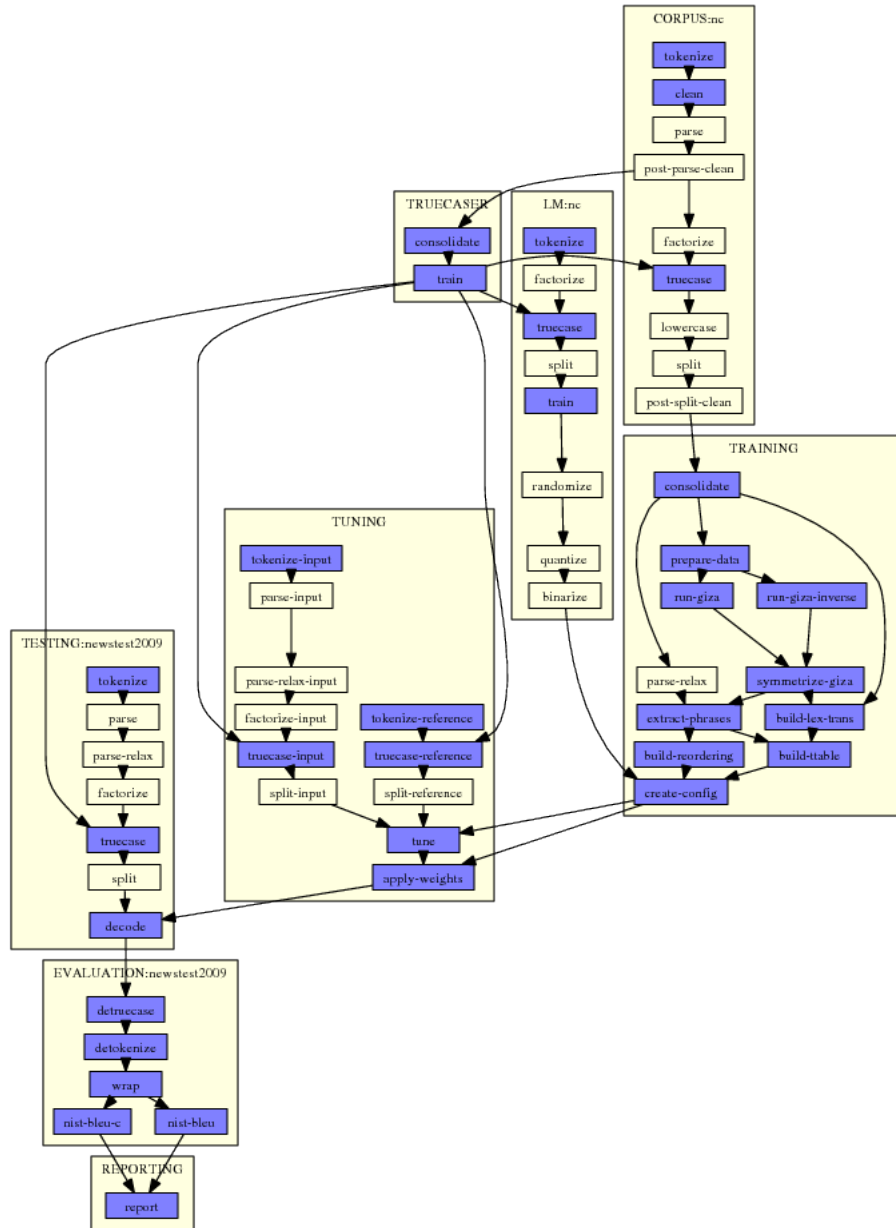 CORPUS:nc
tokenize
clean
parse
post-parse-clean
factorize
truecase
lowercase
split
post-split-clean
TRUECASER
consolidate
train
LM:nc
tokenize
factorize
truecase
split
train
randomize
quantize
binarize
TRAINING
consolidate
prepare-data
run-giza
run-giza-inverse
parse-relax
symmetrize-giza
extract-phrases
build-lex-trans
build-reordering
build-ttable
create-config
TUNING
tokenize-input
parse-input
parse-relax-input
factorize-input
tokenize-reference
truecase-input
truecase-reference
split-input
split-reference
tune
apply-weights
TESTING:newstest2009
tokenize
parse
parse-relax
factorize
truecase
split
decode
EVALUATION:newstest2009
detruecase
detokenize
wrap
nist-bleu-c
nist-bleu
REPORTING
report